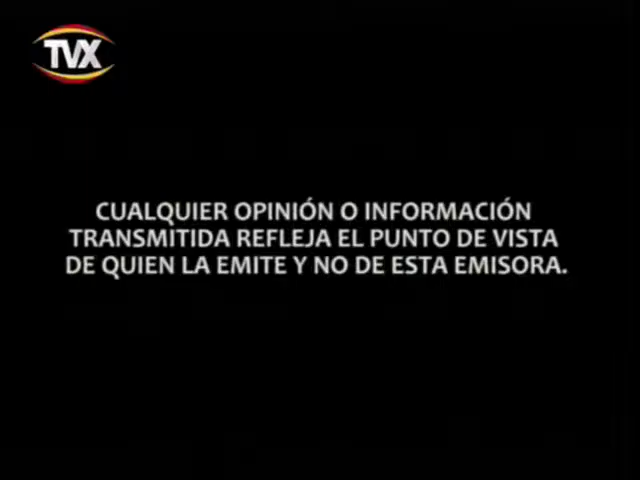 TVX
CUALQUIER OPINIÓN O INFORMACIÓN
TRANSMITIDA REFLEJA EL PUNTO DE VISTA
DE QUIEN LA EMITE Y NO DE ESTA EMISORA.